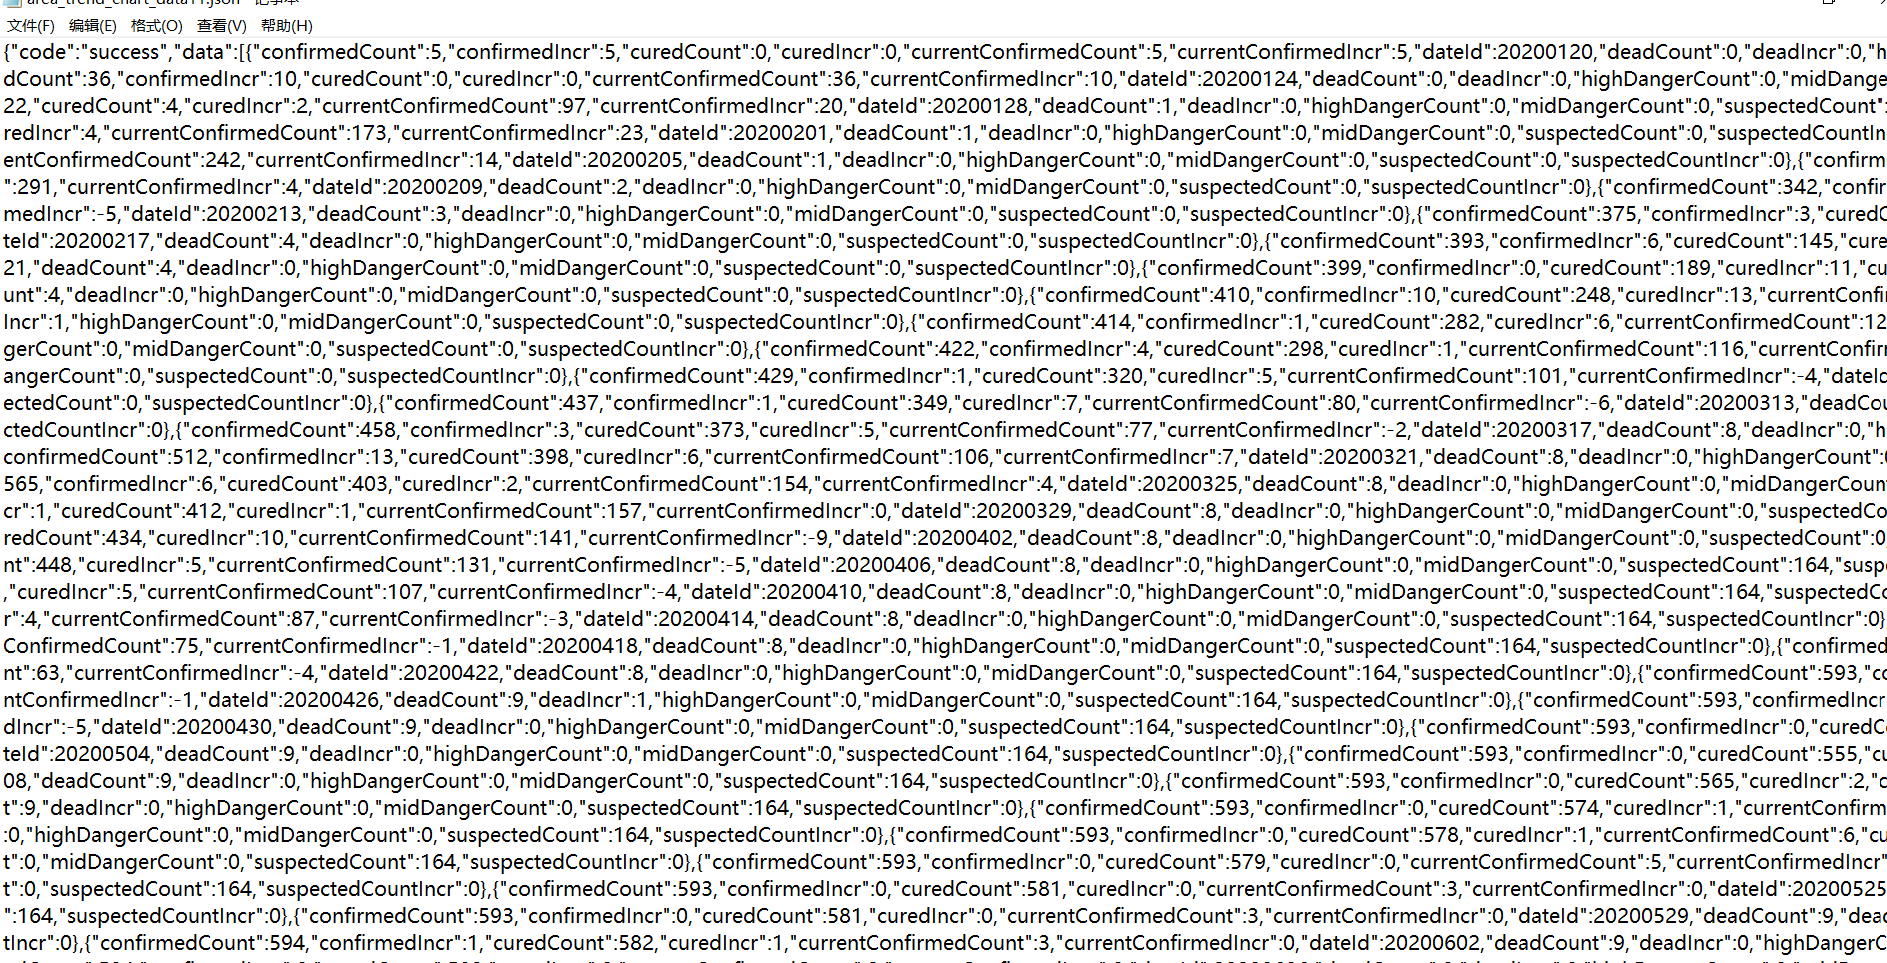 area_trend_chart_data11.json - 记事本
文件(F) 编辑(E) 格式(O) 查看(V) 帮助(H)
{"code":"success","data":[{"confirmedCount":5,"confirmedIncr":5,"curedCount":0,"curedIncr":0,"currentConfirmedCount":5,"currentConfirmedIncr":5,"dateId":20200120,"deadCount":0,"deadIncr":0,"h
dCount":36,"confirmedIncr":10,"curedCount":0,"curedIncr":0,"currentConfirmedCount":36,"currentConfirmedIncr":10,"dateId":20200124,"deadCount":0,"deadIncr":0,"highDangerCount":0,"midDange
22,"curedCount":4,"curedIncr":2,"currentConfirmedCount":97,"currentConfirmedIncr":20,"dateId":20200128,"deadCount":1,"deadIncr":0,"highDangerCount":0,"midDangerCount":0,"suspectedCount":
redIncr":4,"currentConfirmedCount":173,"currentConfirmedIncr":23,"dateId":20200201,"deadCount":1,"deadIncr":0,"highDangerCount":0,"midDangerCount":0,"suspectedCount":0,"suspectedCountIn
entConfirmedCount":242,"currentConfirmedIncr":14,"dateId":20200205,"deadCount":1,"deadIncr":0,"highDangerCount":0,"midDangerCount":0,"suspectedCount":0,"suspectedCountIncr":0},{"confirm
":291,"currentConfirmedIncr":4,"dateId":20200209,"deadCount":2,"deadIncr":0,"highDangerCount":0,"midDangerCount":0,"suspectedCount":0,"suspectedCountIncr":0},{"confirmedCount":342,"confir
medIncr":-5,"dateId":20200213,"deadCount":3,"deadIncr":0,"highDangerCount":0,"midDangerCount":0,"suspectedCount":0,"suspectedCountIncr":0},{"confirmedCount":375,"confirmedIncr":3,"curedC
teId":20200217,"deadCount":4,"deadIncr":0,"highDangerCount":0,"midDangerCount":0,"suspectedCount":0,"suspectedCountIncr":0},{"confirmedCount":393,"confirmedIncr":6,"curedCount":145,"cure
21,"deadCount":4,"deadIncr":0,"highDangerCount":0,"midDangerCount":0,"suspectedCount":0,"suspectedCountIncr":0},{"confirmedCount":399,"confirmedIncr":0,"curedCount":189,"curedIncr":11,"cu
unt":4,"deadIncr":0,"highDangerCount":0,"midDangerCount":0,"suspectedCount":0,"suspectedCountIncr":0},{"confirmedCount":410,"confirmedIncr":10,"curedCount":248,"curedIncr":13,"currentConfi
Incr":1,"highDangerCount":0,"midDangerCount":0,"suspectedCount":0,"suspectedCountIncr":0},{"confirmedCount":414,"confirmedIncr":1,"curedCount":282,"curedIncr":6,"currentConfirmedCount":12
gerCount":0,"midDangerCount":0,"suspectedCount":0,"suspectedCountIncr":0},{"confirmedCount":422,"confirmedIncr":4,"curedCount":298,"curedIncr":1,"currentConfirmedCount":116,"currentConfirm
angerCount":0,"suspectedCount":0,"suspectedCountIncr":0},{"confirmedCount":429,"confirmedIncr":1,"curedCount":320,"curedIncr":5,"currentConfirmedCount":101,"currentConfirmedIncr":-4,"dateId
ectedCount":0,"suspectedCountIncr":0},{"confirmedCount":437,"confirmedIncr":1,"curedCount":349,"curedIncr":7,"currentConfirmedCount":80,"currentConfirmedIncr":-6,"dateId":20200313,"deadCou
ctedCountIncr":0},{"confirmedCount":458,"confirmedIncr":3,"curedCount":373,"curedIncr":5,"currentConfirmedCount":77,"currentConfirmedIncr":-2,"dateId":20200317,"deadCount":8,"deadIncr":0,"h
confirmedCount":512,"confirmedIncr":13,"curedCount":398,"curedIncr":6,"currentConfirmedCount":106,"currentConfirmedIncr":7,"dateId":20200321,"deadCount":8,"deadIncr":0,"highDangerCount":0
565,"confirmedIncr":6,"curedCount":403,"curedIncr":2,"currentConfirmedCount":154,"currentConfirmedIncr":4,"dateId":20200325,"deadCount":8,"deadIncr":0,"highDangerCount":0,"midDangerCount
cr":1,"curedCount":412,"curedIncr":1,"currentConfirmedCount":157,"currentConfirmedIncr":0,"dateId":20200329,"deadCount":8,"deadIncr":0,"highDangerCount":0,"midDangerCount":0,"suspectedCo
redCount":434,"curedIncr":10,"currentConfirmedCount":141,"currentConfirmedIncr":-9,"dateId":20200402,"deadCount":8,"deadIncr":0,"highDangerCount":0,"midDangerCount":0,"suspectedCount":0,
nt":448,"curedIncr":5,"currentConfirmedCount":131,"currentConfirmedIncr":-5,"dateId":20200406,"deadCount":8,"deadIncr":0,"highDangerCount":0,"midDangerCount":0,"suspectedCount":164,"susp
,"curedIncr":5,"currentConfirmedCount":107,"currentConfirmedIncr":-4,"dateId":20200410,"deadCount":8,"deadIncr":0,"highDangerCount":0,"midDangerCount":0,"suspectedCount":164,"suspectedC
r":4,"currentConfirmedCount":87,"currentConfirmedIncr":-3,"dateId":20200414,"deadCount":8,"deadIncr":0,"highDangerCount":0,"midDangerCount":0,"suspectedCount":164,"suspectedCountIncr":0}
ConfirmedCount":75,"currentConfirmedIncr":-1,"dateId":20200418,"deadCount":8,"deadIncr":0,"highDangerCount":0,"midDangerCount":0,"suspectedCount":164,"suspectedCountIncr":0},{"confirmed
nt":63,"currentConfirmedIncr":-4,"dateId":20200422,"deadCount":8,"deadIncr":0,"highDangerCount":0,"midDangerCount":0,"suspectedCount":164,"suspectedCountIncr":0},{"confirmedCount":593,"co
ntConfirmedIncr":-1,"dateId":20200426,"deadCount":9,"deadIncr":1,"highDangerCount":0,"midDangerCount":0,"suspectedCount":164,"suspectedCountIncr":0},{"confirmedCount":593,"confirmedIncr
dIncr":-5,"dateId":20200430,"deadCount":9,"deadIncr":0,"highDangerCount":0,"midDangerCount":0,"suspectedCount":164,"suspectedCountIncr":0},{"confirmedCount":593,"confirmedIncr":0,"curedC
teId":20200504,"deadCount":9,"deadIncr":0,"highDangerCount":0,"midDangerCount":0,"suspectedCount":164,"suspectedCountIncr":0},{"confirmedCount":593,"confirmedIncr":0,"curedCount":555,"cu
08,"deadCount":9,"deadIncr":0,"highDangerCount":0,"midDangerCount":0,"suspectedCount":164,"suspectedCountIncr":0},{"confirmedCount":593,"confirmedIncr":0,"curedCount":565,"curedIncr":2,"c
t":9,"deadIncr":0,"highDangerCount":0,"midDangerCount":0,"suspectedCount":164,"suspectedCountIncr":0},{"confirmedCount":593,"confirmedIncr":0,"curedCount":574,"curedIncr":1,"currentConfirm
:0,"highDangerCount":0,"midDangerCount":0,"suspectedCount":164,"suspectedCountIncr":0},{"confirmedCount":593,"confirmedIncr":0,"curedCount":578,"curedIncr":1,"currentConfirmedCount":6,"cu
t":0,"midDangerCount":0,"suspectedCount":164,"suspectedCountIncr":0},{"confirmedCount":593,"confirmedIncr":0,"curedCount":579,"curedIncr":0,"currentConfirmedCount":5,"currentConfirmedIncr"
t":0,"suspectedCount":164,"suspectedCountIncr":0},{"confirmedCount":593,"confirmedIncr":0,"curedCount":581,"curedIncr":0,"currentConfirmedCount":3,"currentConfirmedIncr":0,"dateId":20200525
":164,"suspectedCountIncr":0},{"confirmedCount":593,"confirmedIncr":0,"curedCount":581,"curedIncr":0,"currentConfirmedCount":3,"currentConfirmedIncr":0,"dateId":20200529,"deadCount":9,"dead
tIncr":0},{"confirmedCount":594,"confirmedIncr":1,"curedCount":582,"curedIncr":1,"currentConfirmedCount":3,"currentConfirmedIncr":0,"dateId":20200602,"deadCount":9,"deadIncr":0,"highDangerC